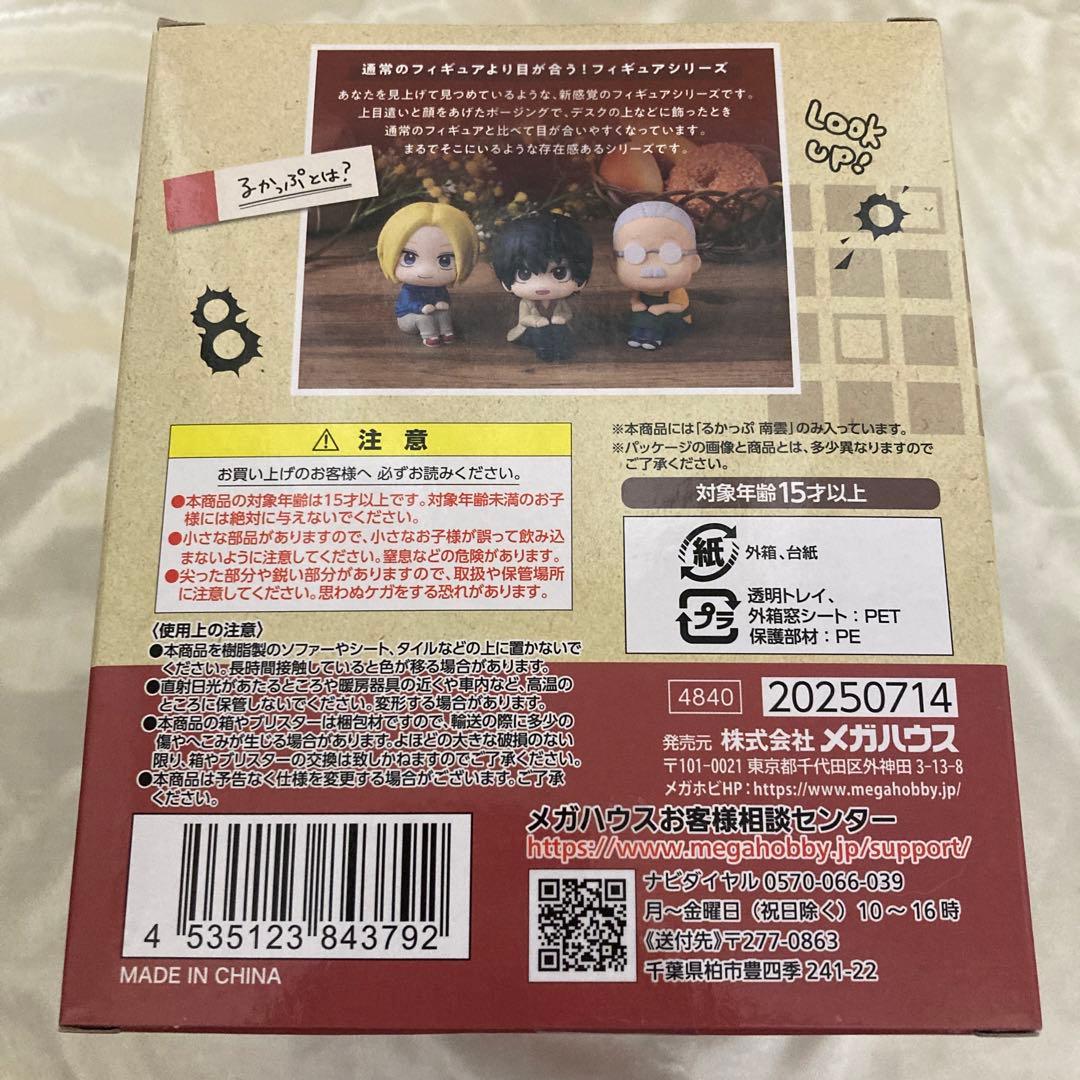 通常のフィギュアより目が合う!フィギュアシリーズ
あなたを見上げて見つめているような、新感覚のフィギュアシリーズです。
上目遣いと顔をあげたポージングで、デスクの上などに飾ったとき
通常のフィギュアと比べて目が合いやすくなっています。
まるでそこにいるような存在感あるシリーズです。
るかっぷとは?
Look
UP!
⚠ 注意
お買い上げのお客様へ 必ずお読みください。
●本商品の対象年齢は15才以上です。対象年齢未満のお子
様には絶対に与えないでください。
●小さな部品がありますので、小さなお子様が誤って飲み込
まないように注意してください。窒息などの危険があります。
●尖った部分や鋭い部分がありますので、取扱や保管場所
に注意してください。思わぬケガをする恐れがあります。
※本商品には「るかっぷ 南雲」のみ入っています。
※パッケージの画像と商品とは、多少異なりますので
ご了承ください。
対象年齢15才以上
紙 外箱、台紙
プラ 透明トレイ、
外箱窓シート:PET
保護部材:PE
〈使用上の注意〉
●本商品を樹脂製のソファーやシート、タイルなどの上に置かないで
ください。長時間接触していると色が移る場合があります。
●直射日光があたるところや暖房器具の近くや車内など、高温の
ところに保管しないでください。変形する場合があります。
●本商品の箱やブリスターは梱包材ですので、輸送の際に多少の
傷やへこみが生じる場合があります。よほどの大きな破損のない
限り、箱やブリスターの交換は致しかねますのでご了承ください。
●本商品は予告なく仕様を変更する場合がございます。ご了承
ください。
4840 20250714
発売元 株式会社 メガハウス
〒101-0021 東京都千代田区外神田 3-13-8
メガホビHP:https://www.megahobby.jp/
メガハウスお客様相談センター
https://www.megahobby.jp/support/
ナビダイヤル 0570-066-039
月〜金曜日(祝日除く)10〜16時
《送付先》〒277-0863
千葉県柏市豊四季 241-22
4 535123 843792
MADE IN CHINA